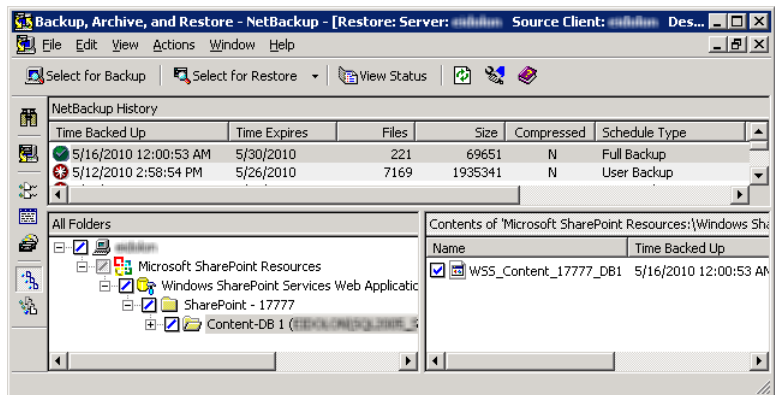 Backup, Archive, and Restore - NetBackup - [Restore: Server: Source Client: Des...
File Edit View Actions Window Help
Select for Backup Select for Restore View Status
NetBackup History
Time Backed Up Time Expires Files Size Compressed Schedule Type
5/16/2010 12:00:53 AM 5/30/2010 221 69651 N Full Backup
5/12/2010 2:58:54 PM 5/26/2010 7169 1935341 N User Backup
All Folders
Contents of 'Microsoft SharePoint Resources:\Windows Sha
Name Time Backed Up
WSS_Content_17777_DB1 5/16/2010 12:00:53 AM
Microsoft SharePoint Resources
Windows SharePoint Services Web Applicatic
SharePoint - 17777
Content-DB 1 (